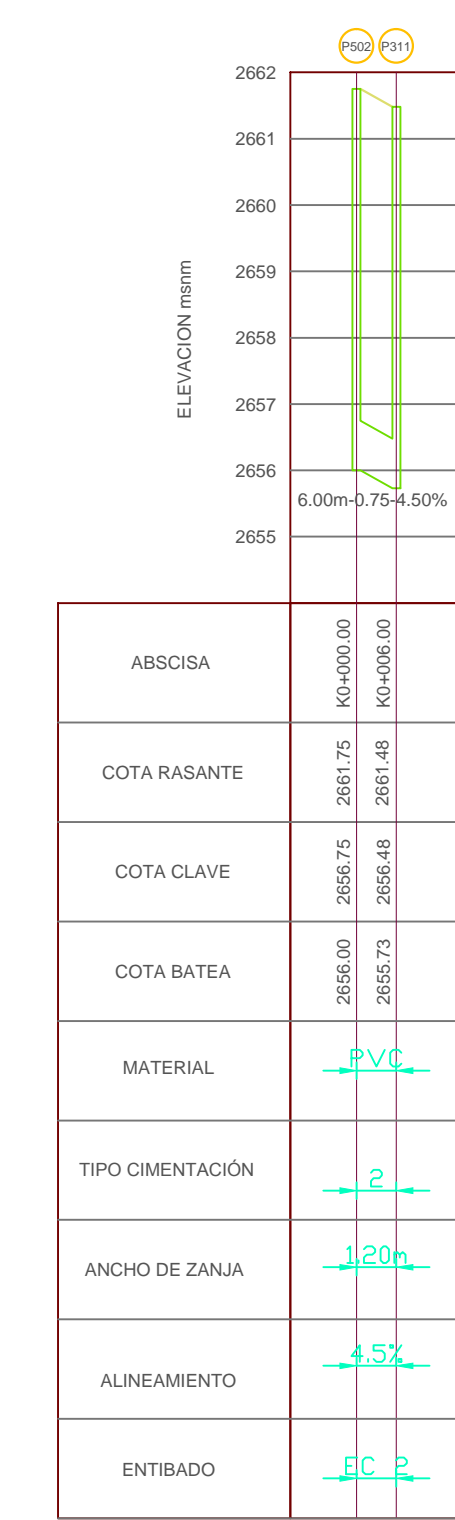 P502 P311
2662
2661
2660
2659
2658
2657
2656
2655
ELEVACION msnm
6.00m-0.75-4.50%
ABSCISA K0+000.00 K0+006.00
COTA RASANTE 2661.75 2661.48
COTA CLAVE 2656.75 2656.48
COTA BATEA 2656.00 2655.73
MATERIAL PVC
TIPO CIMENTACIÓN 2
ANCHO DE ZANJA 1.20m
ALINEAMIENTO 4.5%
ENTIBADO EC 2